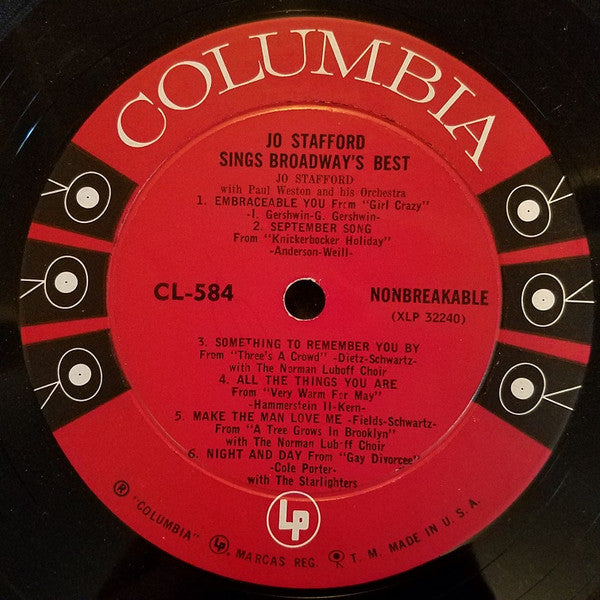 COLUMBIA
JO STAFFORD
SINGS BROADWAY'S BEST
JO STAFFORD
with Paul Weston and his Orchestra
1. EMBRACEABLE YOU From "Girl Crazy"
-I. Gershwin-G. Gershwin-
2. SEPTEMBER SONG
From "Knickerbocker Holiday"
-Anderson-Weill-
CL-584
NONBREAKABLE
(XLP 32240)
3. SOMETHING TO REMEMBER YOU BY
From "Three's A Crowd" -Dietz-Schwartz-
with The Norman Luboff Choir
4. ALL THE THINGS YOU ARE
From "Very Warm For May"
-Hammerstein II-Kern-
5. MAKE THE MAN LOVE ME -Fields-Schwartz-
From "A Tree Grows In Brooklyn"
with The Norman Luboff Choir
6. NIGHT AND DAY From "Gay Divorcee"
-Cole Porter-
with The Starlighters
LP
® "COLUMBIA" LP, MARCAS REG. T. M. MADE IN U. S. A.